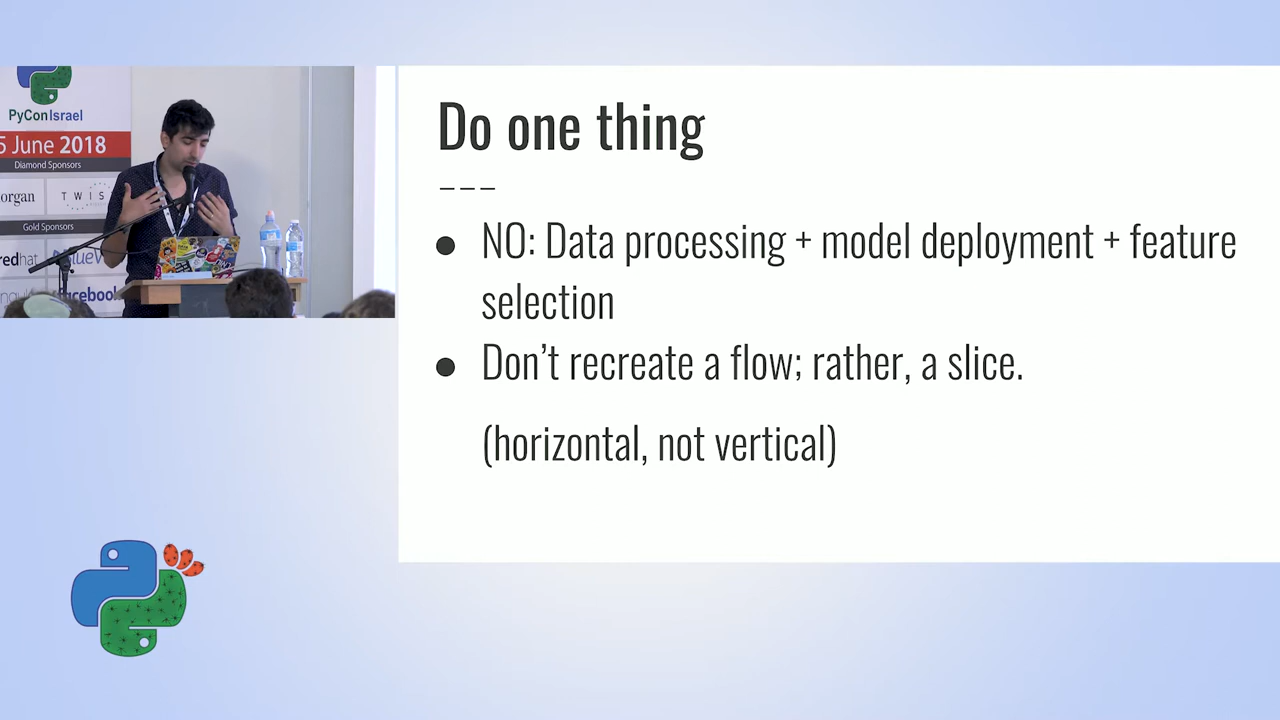 PyConIsrael
5 June 2018
Diamond Sponsors
organ
TWIS
Gold Sponsors
redhat
facebook
Do one thing
---
● NO: Data processing + model deployment + feature
selection
● Don't recreate a flow; rather, a slice.
(horizontal, not vertical)